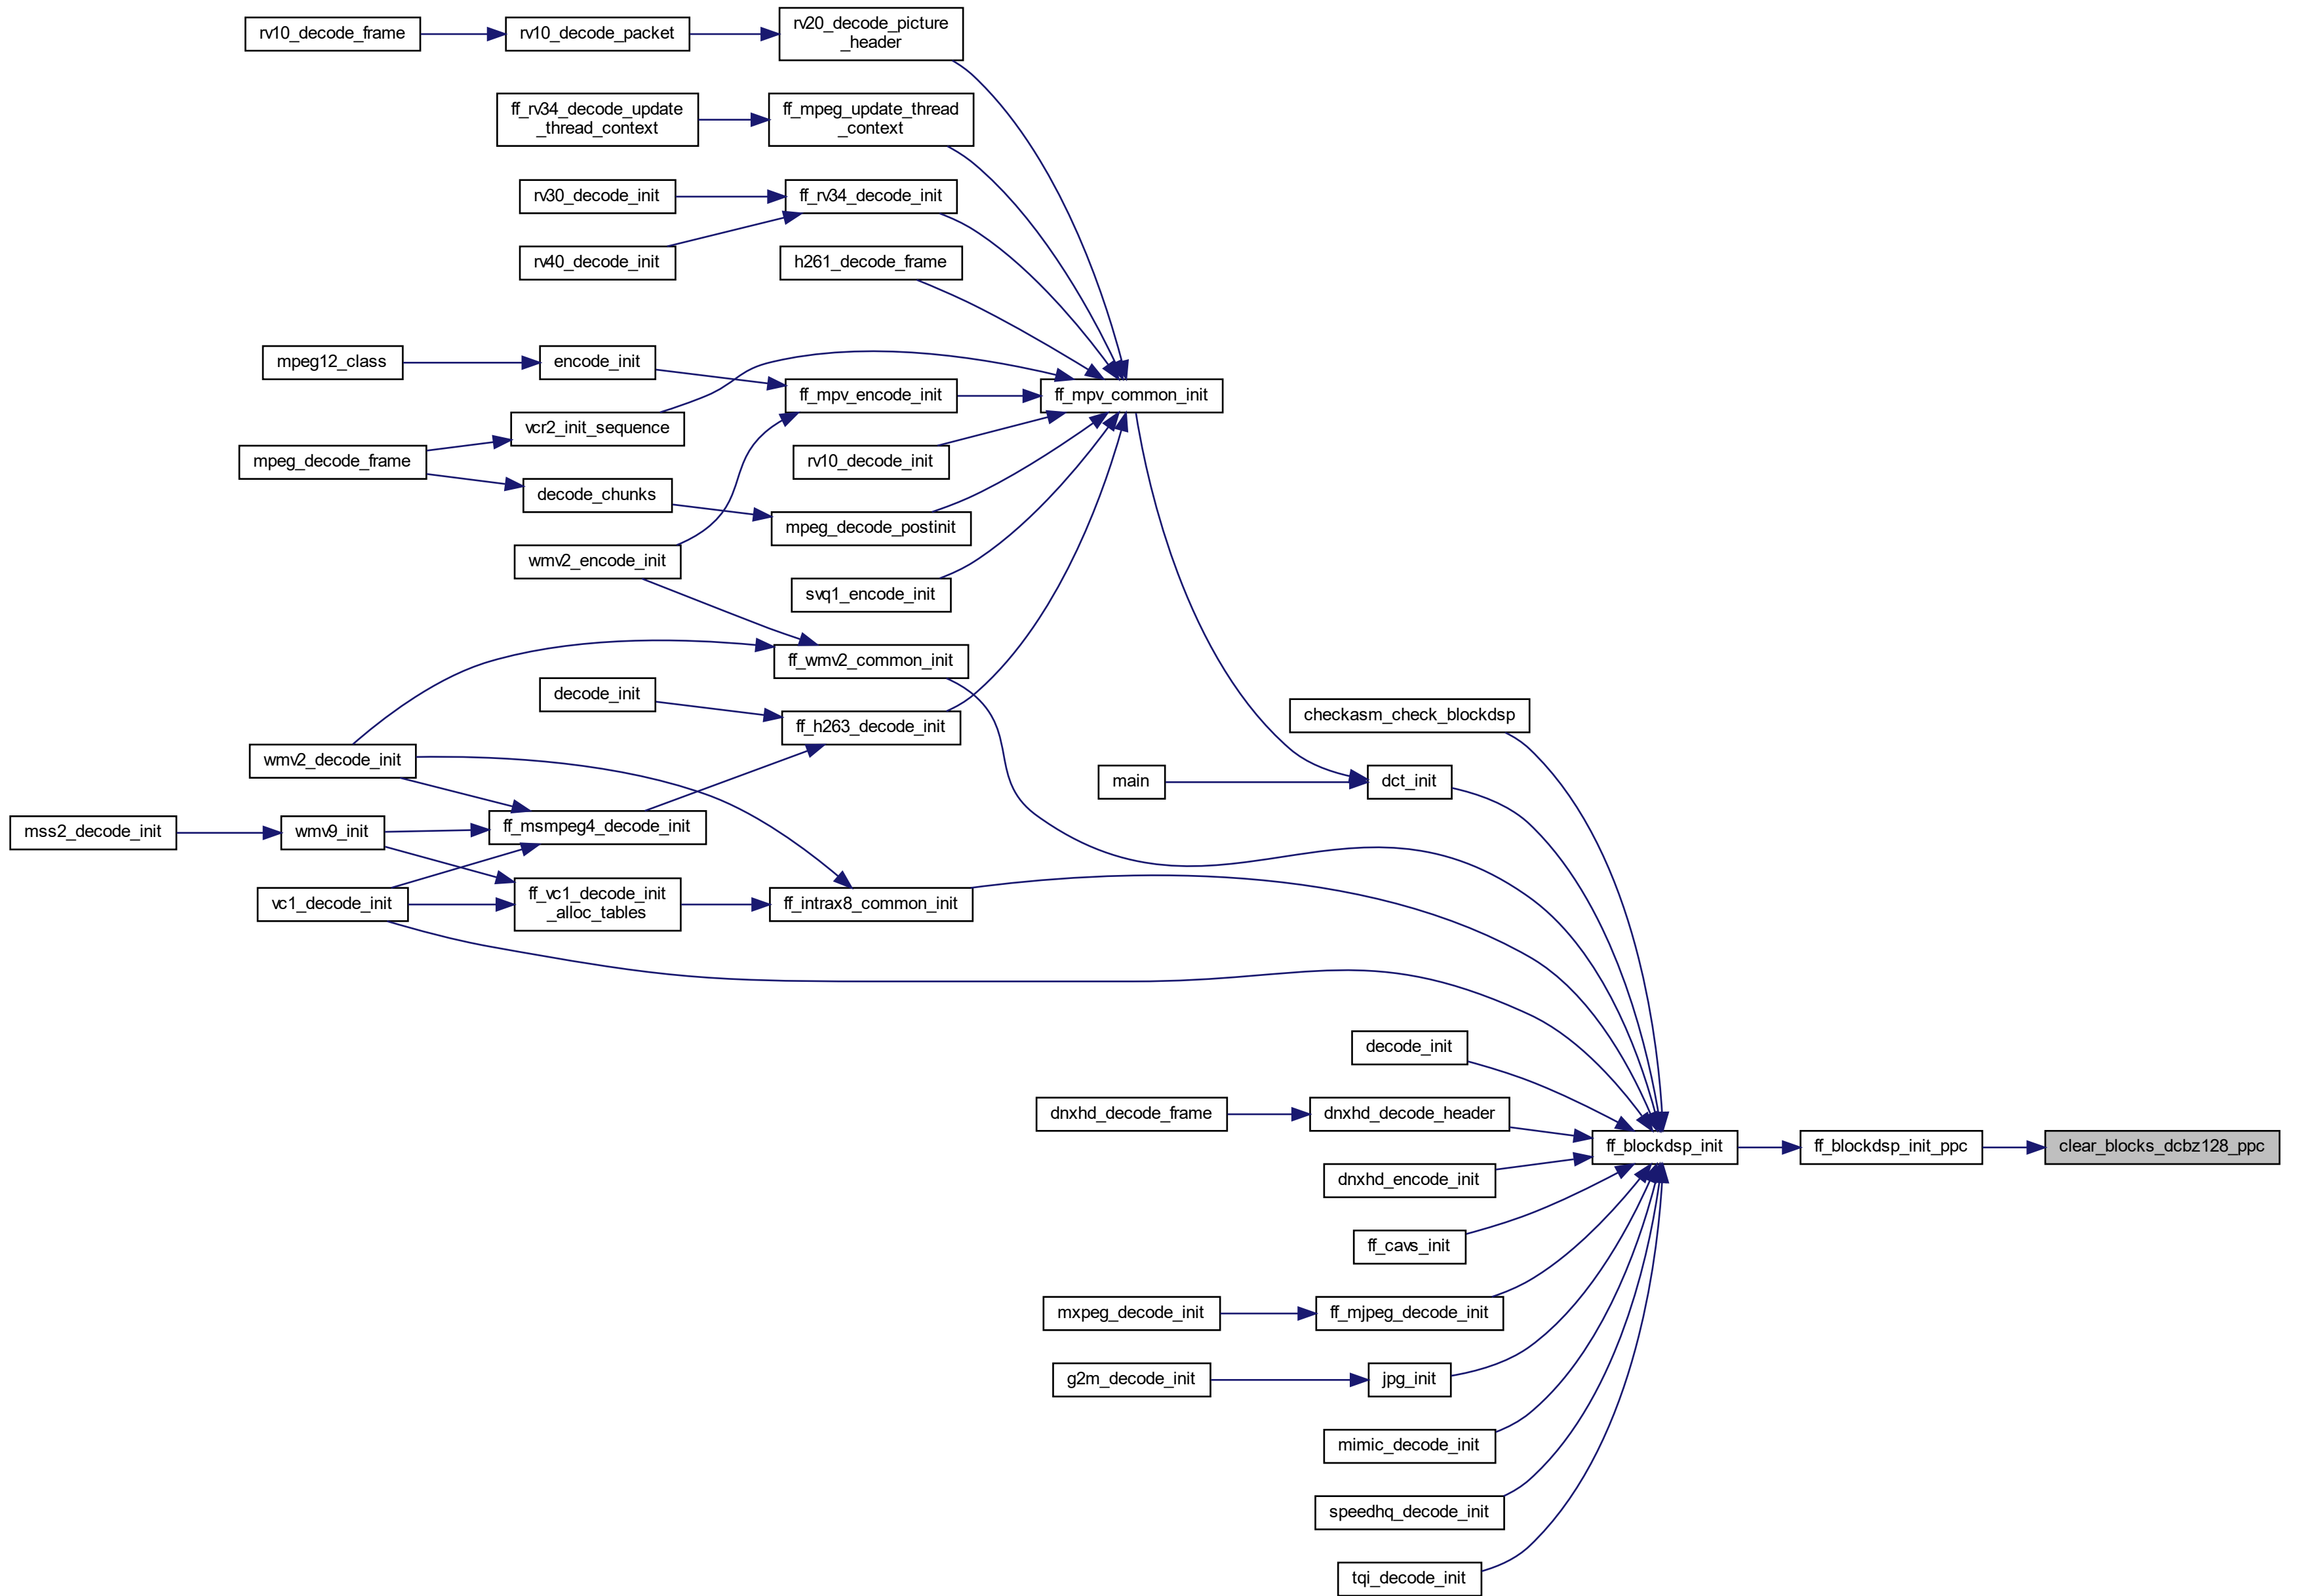 rv10_decode_frame
rv10_decode_packet
rv20_decode_picture
_header
ff_rv34_decode_update
_thread_context
ff_mpeg_update_thread
_context
rv30_decode_init
ff_rv34_decode_init
rv40_decode_init
h261_decode_frame
mpeg12_class
encode_init
ff_mpv_encode_init
ff_mpv_common_init
vcr2_init_sequence
mpeg_decode_frame
rv10_decode_init
decode_chunks
mpeg_decode_postinit
wmv2_encode_init
svq1_encode_init
ff_wmv2_common_init
decode_init
ff_h263_decode_init
checkasm_check_blockdsp
wmv2_decode_init
main
dct_init
mss2_decode_init
wmv9_init
ff_msmpeg4_decode_init
vc1_decode_init
ff_vc1_decode_init
_alloc_tables
ff_intrax8_common_init
decode_init
dnxhd_decode_frame
dnxhd_decode_header
ff_blockdsp_init
ff_blockdsp_init_ppc
clear_blocks_dcbz128_ppc
dnxhd_encode_init
ff_cavs_init
mxpeg_decode_init
ff_mjpeg_decode_init
g2m_decode_init
jpg_init
mimic_decode_init
speedhq_decode_init
tqi_decode_init